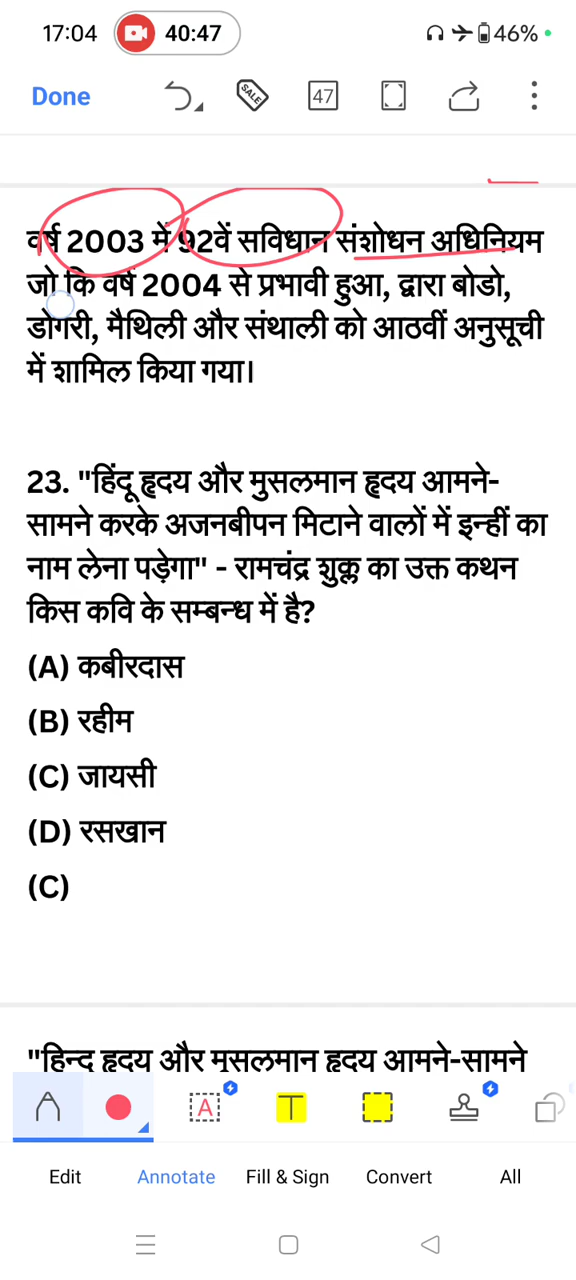 17:04 40:47 46%
Done SALE 47
वर्ष 2003 में 92वें सविधान संशोधन अधिनियम
जो कि वर्ष 2004 से प्रभावी हुआ, द्वारा बोडो,
डोगरी, मैथिली और संथाली को आठवीं अनुसूची
में शामिल किया गया।
23. "हिंदू हृदय और मुसलमान हृदय आमने-
सामने करके अजनबीपन मिटाने वालों में इन्हीं का
नाम लेना पड़ेगा" - रामचंद्र शुक्ल का उक्त कथन
किस कवि के सम्बन्ध में है?
(A) कबीरदास
(B) रहीम
(C) जायसी
(D) रसखान
(C)
"हिन्दू हृदय और मुसलमान हृदय आमने-सामने
A T
Edit Annotate Fill & Sign Convert All